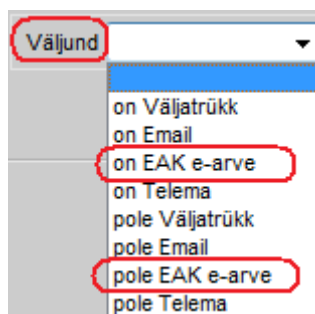 Väljund
on Väljatrükk
on Email
on EAK e-arve
on Telema
pole Väljatrükk
pole Email
pole EAK e-arve
pole Telema